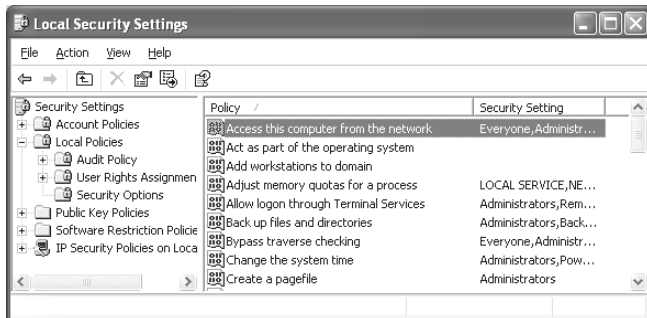 Local Security Settings
File Action View Help
Security Settings
Account Policies
Local Policies
Audit Policy
User Rights Assignmen
Security Options
Public Key Policies
Software Restriction Policie
IP Security Policies on Loca
Policy Security Setting
Access this computer from the network Everyone,Administr...
Act as part of the operating system
Add workstations to domain
Adjust memory quotas for a process LOCAL SERVICE,NE...
Allow logon through Terminal Services Administrators,Rem...
Back up files and directories Administrators,Back...
Bypass traverse checking Everyone,Administr...
Change the system time Administrators,Pow...
Create a pagefile Administrators